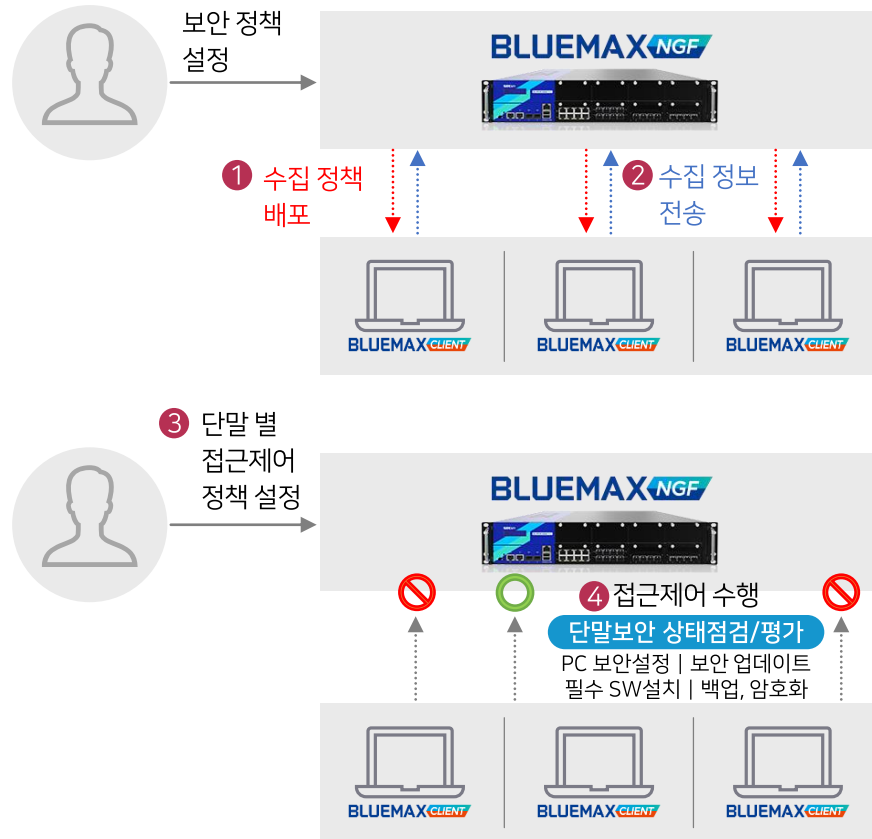 보안 정책
설정
BLUEMAX NGF
1 수집 정책
배포
2 수집 정보
전송
BLUEMAX CLIENT
BLUEMAX CLIENT
BLUEMAX CLIENT
3 단말 별
접근제어
정책 설정
BLUEMAX NGF
4 접근제어 수행
단말보안 상태점검/평가
PC 보안설정 | 보안 업데이트
필수 SW설치 | 백업, 암호화
BLUEMAX CLIENT
BLUEMAX CLIENT
BLUEMAX CLIENT